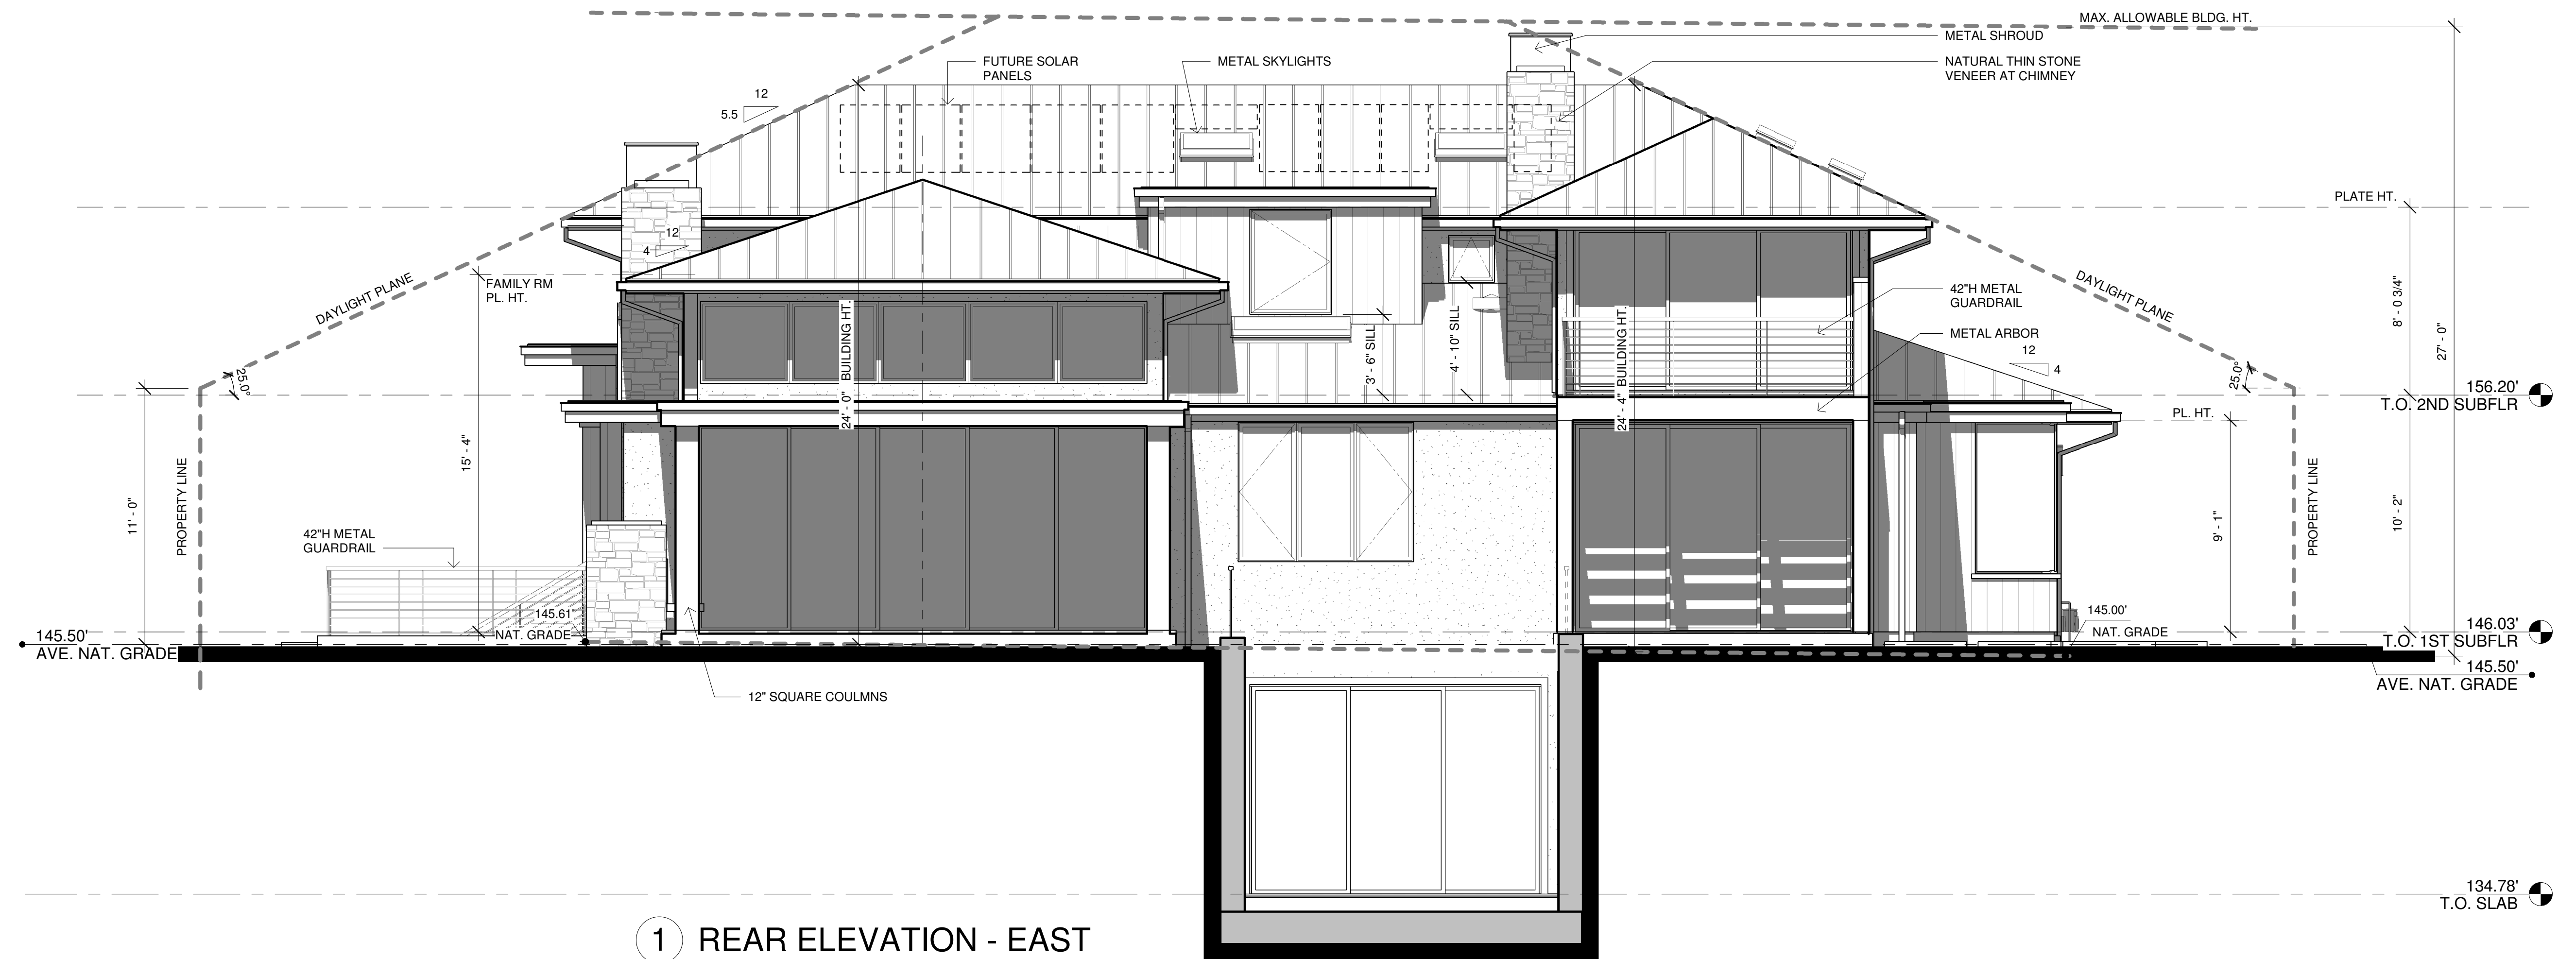 MAX. ALLOWABLE BLDG. HT.
METAL SHROUD
FUTURE SOLAR
PANELS
METAL SKYLIGHTS
NATURAL THIN STONE
VENEER AT CHIMNEY
12
5.5
PLATE HT.
12
4
FAMILY RM
PL. HT.
DAYLIGHT PLANE
DAYLIGHT PLANE
42"H METAL
GUARDRAIL
METAL ARBOR
8' - 0 3/4"
27' - 0"
24' - 0" BUILDING HT.
24' - 4" BUILDING HT.
3' - 6" SILL
4' - 10" SILL
12
4
25.0°
25.0°
156.20'
T.O. 2ND SUBFLR
PL. HT.
15' - 4"
11' - 0"
PROPERTY LINE
PROPERTY LINE
9' - 1"
10' - 2"
42"H METAL
GUARDRAIL
145.61'
NAT. GRADE
145.00'
NAT. GRADE
145.50'
AVE. NAT. GRADE
146.03'
T.O. 1ST SUBFLR
145.50'
AVE. NAT. GRADE
12" SQUARE COULMNS
134.78'
T.O. SLAB
1 REAR ELEVATION - EAST